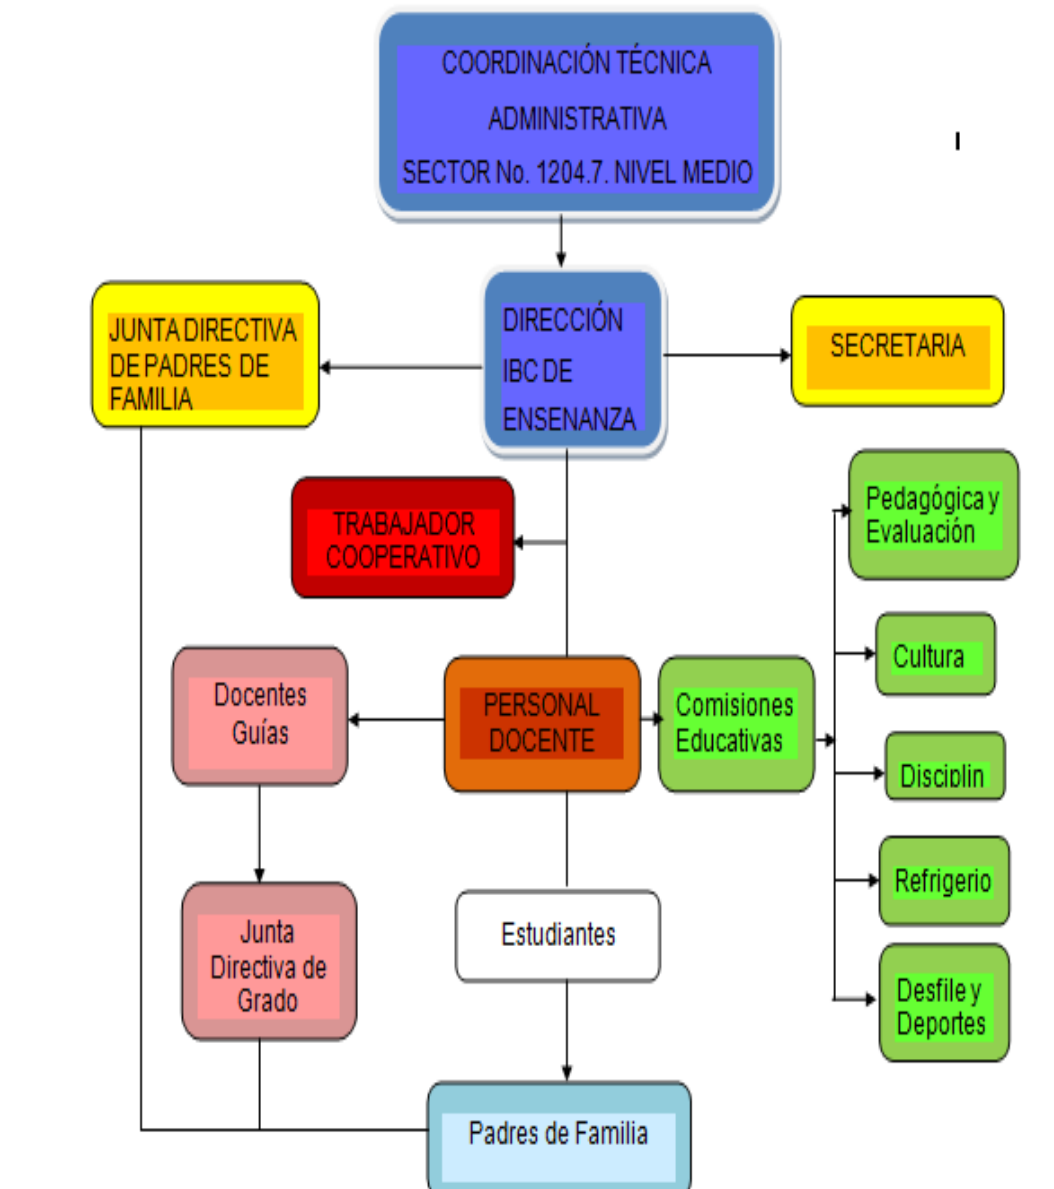 COORDINACIÓN TÉCNICA
ADMINISTRATIVA
SECTOR No. 1204.7. NIVEL MEDIO
JUNTA DIRECTIVA
DE PADRES DE
FAMILIA
DIRECCIÓN
IBC DE
ENSENANZA
SECRETARIA
TRABAJADOR
COOPERATIVO
Pedagógica y
Evaluación
Cultura
Docentes
Guías
PERSONAL
DOCENTE
Comisiones
Educativas
Disciplin
Refrigerio
Junta
Directiva de
Grado
Estudiantes
Desfile y
Deportes
Padres de Familia